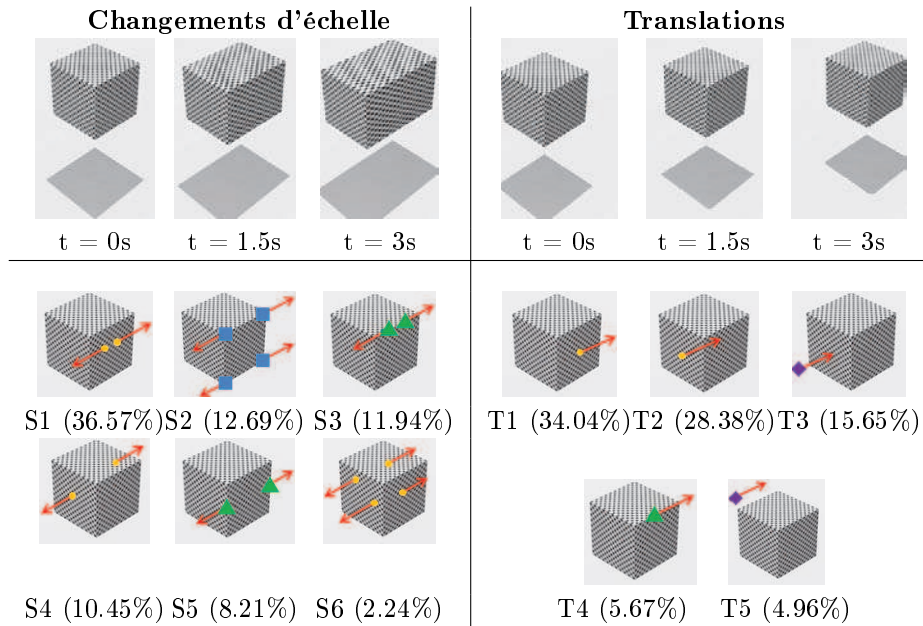 Changements d'échelle
Translations
t = 0s
t = 1.5s
t = 3s
t = 0s
t = 1.5s
t = 3s
S1 (36.57%) S2 (12.69%) S3 (11.94%)
T1 (34.04%) T2 (28.38%) T3 (15.65%)
S4 (10.45%) S5 (8.21%) S6 (2.24%)
T4 (5.67%) T5 (4.96%)